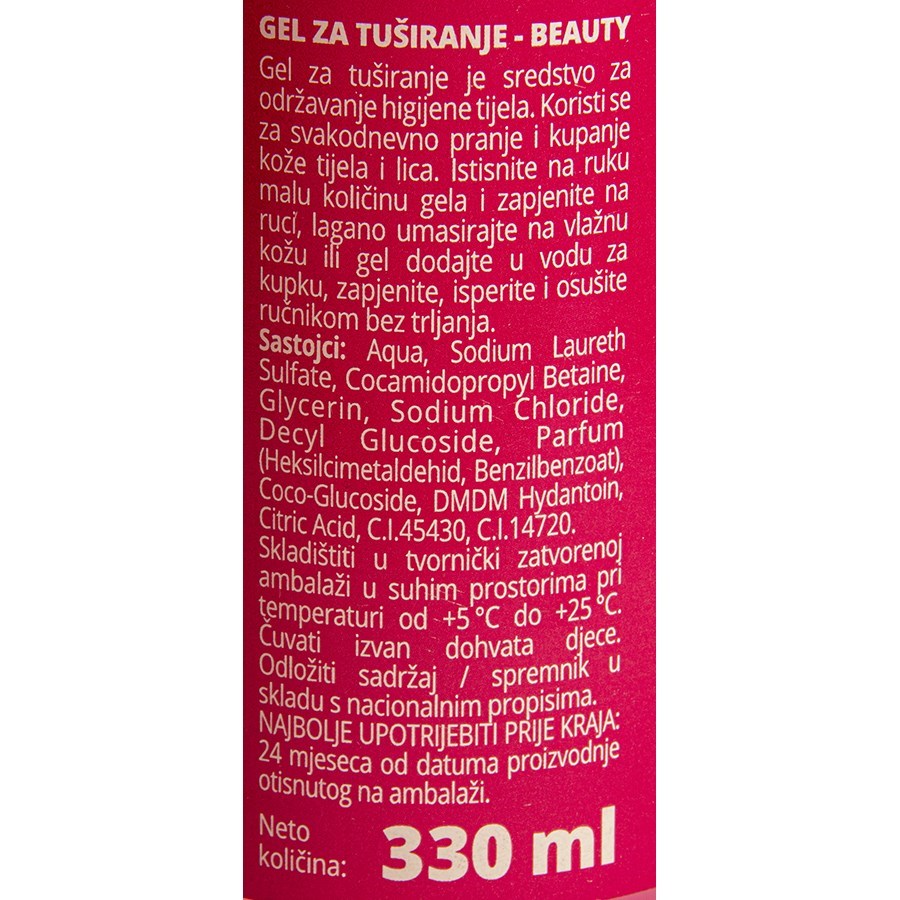 GEL ZA TUŠIRANJE - BEAUTY
Gel za tuširanje je sredstvo za
održavanje higijene tijela. Koristi se
za svakodnevno pranje i kupanje
kože tijela i lica. Istisnite na ruku
malu količinu gela i zapjenite na
ruci, lagano umasirajte na vlažnu
kožu ili gel dodajte u vodu za
kupku, zapjenite, isperite i osušite
ručnikom bez trljanja.
Sastojci: Aqua, Sodium Laureth
Sulfate, Cocamidopropyl Betaine,
Glycerin, Sodium Chloride,
Decyl Glucoside, Parfum
(Heksilcimetaldehid, Benzilbenzoat),
Coco-Glucoside, DMDM Hydantoin,
Citric Acid, C.I.45430, C.I.14720.
Skladištiti u tvornički zatvorenoj
ambalaži u suhim prostorima pri
temperaturi od +5 °C do +25 °C.
Čuvati izvan dohvata djece.
Odložiti sadržaj / spremnik u
skladu s nacionalnim propisima.
NAJBOLJE UPOTRIJEBITI PRIJE KRAJA:
24 mjeseca od datuma proizvodnje
otisnutog na ambalaži.
Neto
količina: 330 ml